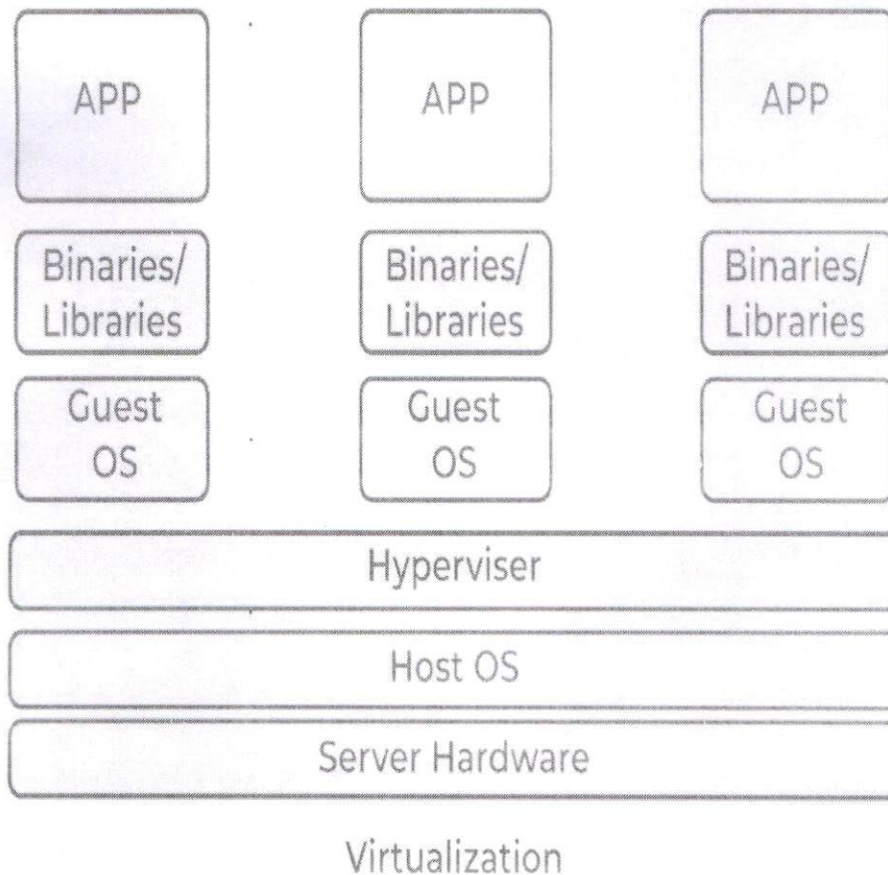 APP APP APP
Binaries/ Binaries/ Binaries/
Libraries Libraries Libraries
Guest Guest Guest
OS OS OS
Hyperviser
Host OS
Server Hardware
Virtualization